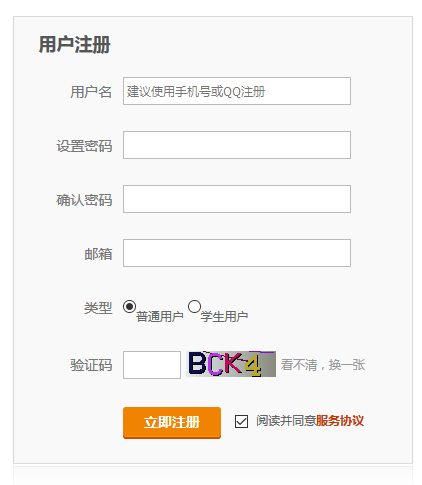 用户注册
用户名 建议使用手机号或QQ注册
设置密码
确认密码
邮箱
类型 普通用户 学生用户
验证码 BCK4 看不清，换一张
立即注册 阅读并同意服务协议